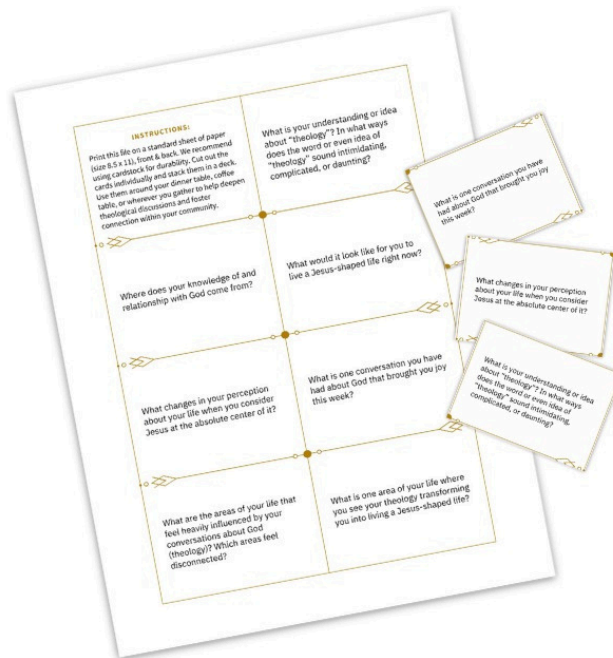 INSTRUCTIONS:
Print this file on a standard sheet of paper
(size 8.5 x 11), front & back. We recommend
using cardstock for durability. Cut out the
cards individually and stack them in a deck.
Use them around your dinner table, coffee
table, or wherever you gather to help deepen
theological discussions and foster
connection within your community.
What is your understanding or idea
about “theology”? In what ways
does the word or even idea of
“theology” sound intimidating,
complicated, or daunting?
Where does your knowledge of and
relationship with God come from?
What would it look like for you to
live a Jesus-shaped life right now?
What changes in your perception
about your life when you consider
Jesus at the absolute center of it?
What is one conversation you have
had about God that brought you joy
this week?
What are the areas of your life that
feel heavily influenced by your
conversations about God
(theology)? Which areas feel
disconnected?
What is one area of your life where
you see your theology transforming
you into living a Jesus-shaped life?
What is one conversation you have
had about God that brought you joy
this week?
What changes in your perception
about your life when you consider
Jesus at the absolute center of it?
What is your understanding or idea
about “theology”? In what ways
does the word or even idea of
“theology” sound intimidating,
complicated, or daunting?